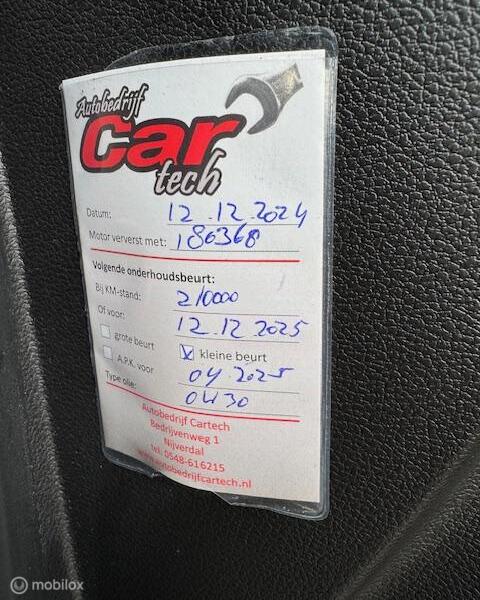 Autobedrijf
Car
tech
Datum: 12.12.2024
Motor ververst met: 180368
Volgende onderhoudsbeurt:
Bij KM-stand: 210000
Of voor: 12.12.2025
grote beurt kleine beurt
A.P.K. voor 04 2025
Type olie: 0W30
Autobedrijf Cartech
Bedrijvenweg 1
Nijverdal
tel. 0548-616215
www.autobedrijfcartech.nl
mobilox